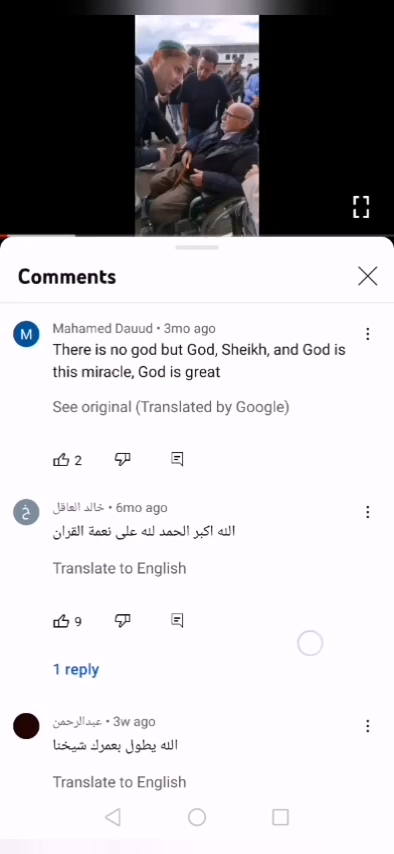 Comments
Mahamed Dauud • 3mo ago
There is no god but God, Sheikh, and God is
this miracle, God is great
See original (Translated by Google)
2
خالد العاقل • 6mo ago
الله اكبر الحمد لله على نعمة القران
Translate to English
9
1 reply
عبدالرحمن • 3w ago
الله يطول بعمرك شيخنا
Translate to English
M
خ